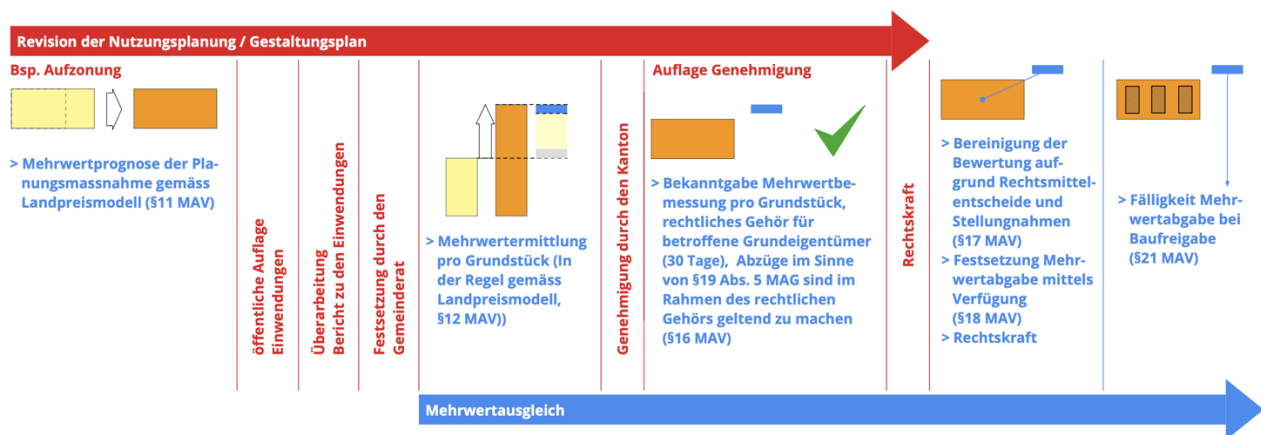 Revision der Nutzungsplanung / Gestaltungsplan
Bsp. Aufzonung
> Mehrwertprognose der Pla-
nungsmassnahme gemäss
Landpreismodell (§11 MAV)
öffentliche Auflage
Einwendungen
Überarbeitung
Bericht zu den Einwendungen
Festsetzung durch den
Gemeinderat
> Mehrwertermittlung
pro Grundstück (In
der Regel gemäss
Landpreismodell,
§12 MAV))
Genehmigung durch den Kanton
Auflage Genehmigung
> Bekanntgabe Mehrwertbe-
messung pro Grundstück,
rechtliches Gehör für
betroffene Grundeigentümer
(30 Tage), Abzüge im Sinne
von §19 Abs. 5 MAG sind im
Rahmen des rechtlichen
Gehörs geltend zu machen
(§16 MAV)
Rechtskraft
> Bereinigung der
Bewertung auf-
grund Rechtsmittel-
entscheide und
Stellungnahmen
(§17 MAV)
> Festsetzung Mehr-
wertabgabe mittels
Verfügung
(§18 MAV)
> Rechtskraft
> Fälligkeit Mehr-
wertabgabe bei
Baufreigabe
(§21 MAV)
Mehrwertausgleich